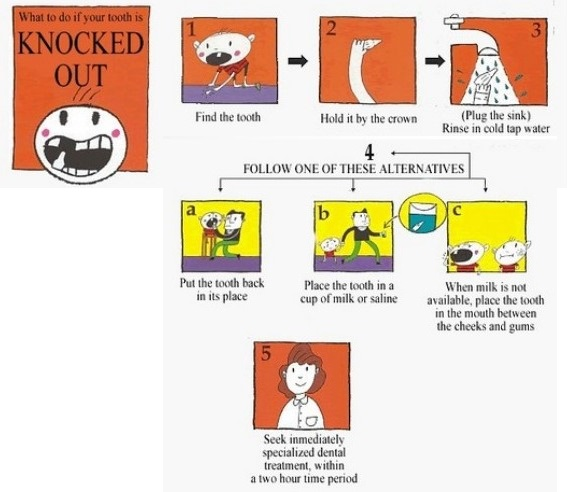 What to do if your tooth is
KNOCKED
OUT
1
Find the tooth
2
Hold it by the crown
3
(Plug the sink)
Rinse in cold tap water
4
FOLLOW ONE OF THESE ALTERNATIVES
a
Put the tooth back
in its place
b
Place the tooth in a
cup of milk or saline
c
When milk is not
available, place the tooth
in the mouth between
the cheeks and gums
5
Seek inmediately
specialized dental
treatment, within
a two hour time period